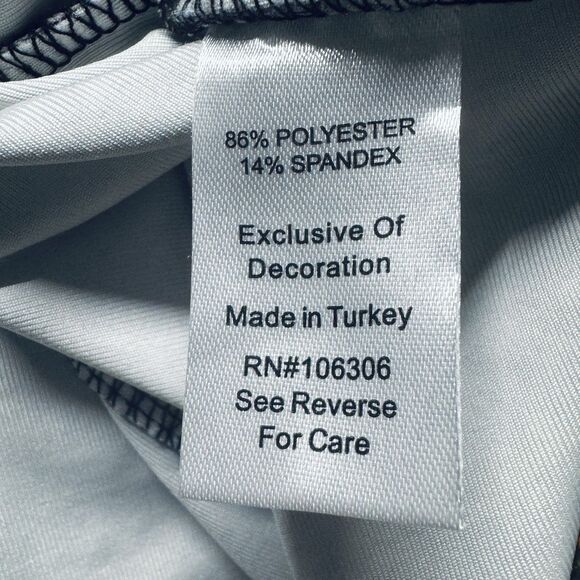 86% POLYESTER
14% SPANDEX
Exclusive Of
Decoration
Made in Turkey
RN#106306
See Reverse
For Care